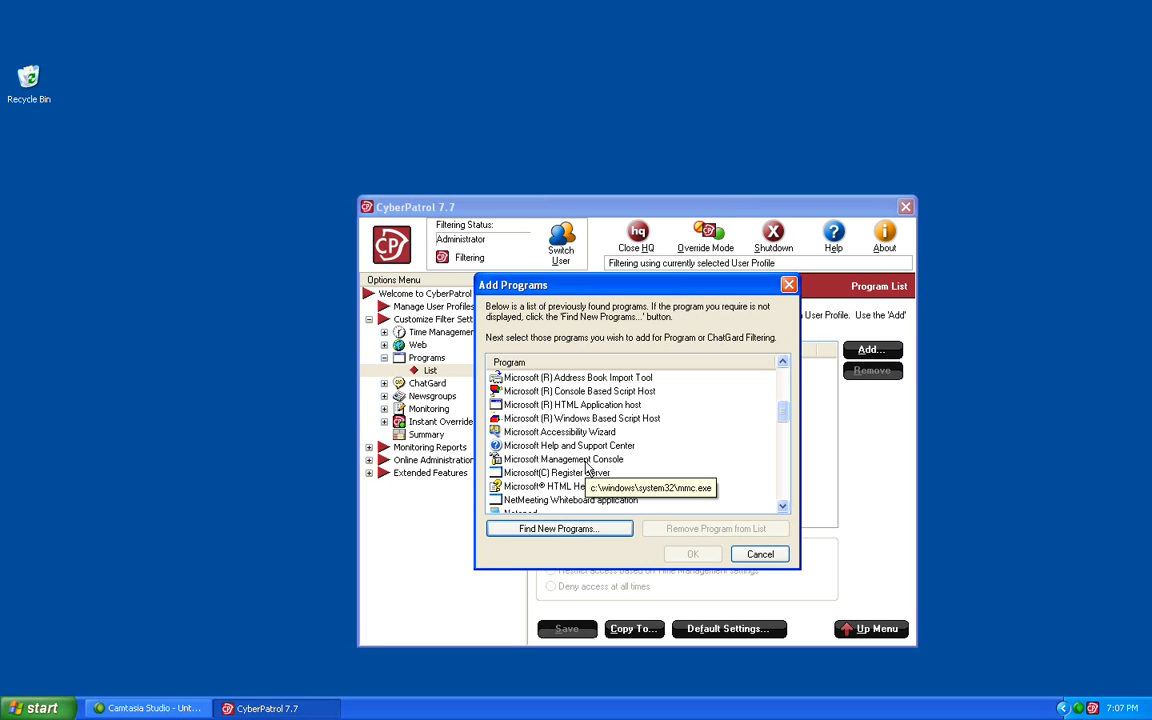 Recycle Bin
CyberPatrol 7.7
Filtering Status:
Administrator
Filtering
Switch
User
Close HQ
Override Mode
Shutdown
Help
About
Filtering using currently selected User Profile
Options Menu
Welcome to CyberPatrol
Manage User Profiles
Customize Filter Sett
Time Managemer
Web
Programs
List
ChatGard
Newsgroups
Monitoring
Instant Override
Summary
Monitoring Reports
Online Administration
Extended Features
Program List
User Profile. Use the 'Add'
Add...
Remove
Add Programs
Below is a list of previously found programs. If the program you require is not
displayed, click the 'Find New Programs...' button.
Next select those programs you wish to add for Program or ChatGard Filtering.
Program
Microsoft (R) Address Book Import Tool
Microsoft (R) Console Based Script Host
Microsoft (R) HTML Application host
Microsoft (R) Windows Based Script Host
Microsoft Accessibility Wizard
Microsoft Help and Support Center
Microsoft Management Console
Microsoft(C) Register Server
Microsoft® HTML He
c:\windows\system32\mmc.exe
NetMeeting Whiteboard application
Notepad
Find New Programs...
Remove Program from List
OK
Cancel
Restrict access based on Time Management settings
Deny access at all times
Save
Copy To...
Default Settings...
Up Menu
start
Camtasia Studio - Unt...
CyberPatrol 7.7
7:07 PM